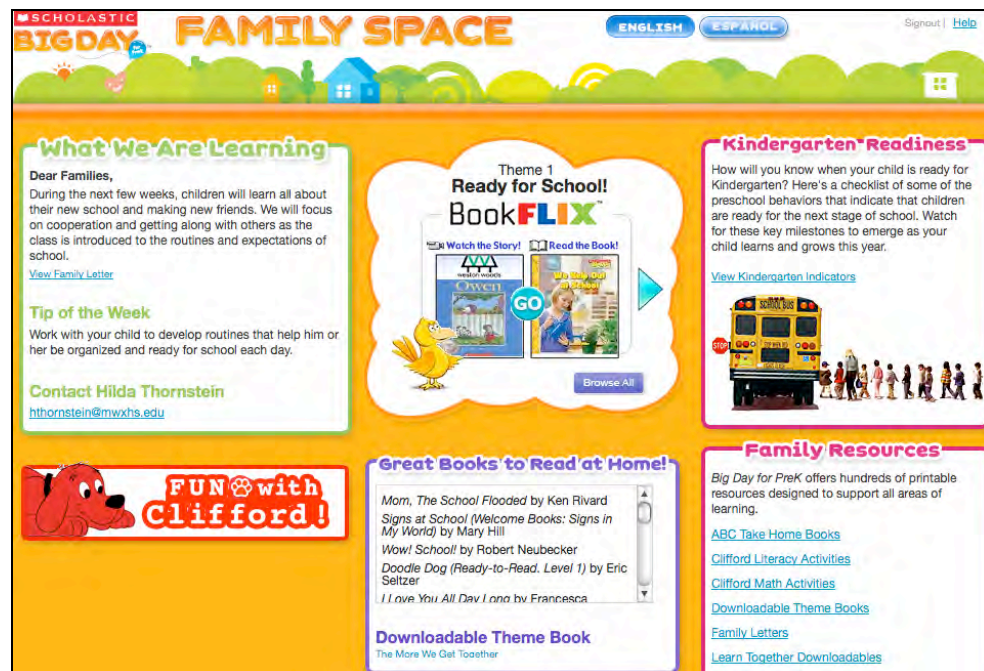 SCHOLASTIC
BIG DAY
for PreK
FAMILY SPACE
ENGLISH
ESPAÑOL
Signout | Help
What We Are Learning
Dear Families,
During the next few weeks, children will learn all about
their new school and making new friends. We will focus
on cooperation and getting along with others as the
class is introduced to the routines and expectations of
school.
View Family Letter
Tip of the Week
Work with your child to develop routines that help him or
her be organized and ready for school each day.
Contact Hilda Thornstein
hthornstein@mwxhs.edu
FUN with
Clifford!
Theme 1
Ready for School!
BookFLIX™
Watch the Story!
Read the Book!
weston woods
Owen
We Help Out
at School
GO
Browse All
Great Books to Read at Home!
Mom, The School Flooded by Ken Rivard
Signs at School (Welcome Books: Signs in
My World) by Mary Hill
Wow! School! by Robert Neubecker
Doodle Dog (Ready-to-Read. Level 1) by Eric
Seltzer
I Love You All Day Long by Francesca
Downloadable Theme Book
The More We Get Together
Kindergarten Readiness
How will you know when your child is ready for
Kindergarten? Here's a checklist of some of the
preschool behaviors that indicate that children
are ready for the next stage of school. Watch
for these key milestones to emerge as your
child learns and grows this year.
View Kindergarten Indicators
SCHOOL BUS
STOP
Family Resources
Big Day for PreK offers hundreds of printable
resources designed to support all areas of
learning.
ABC Take Home Books
Clifford Literacy Activities
Clifford Math Activities
Downloadable Theme Books
Family Letters
Learn Together Downloadables